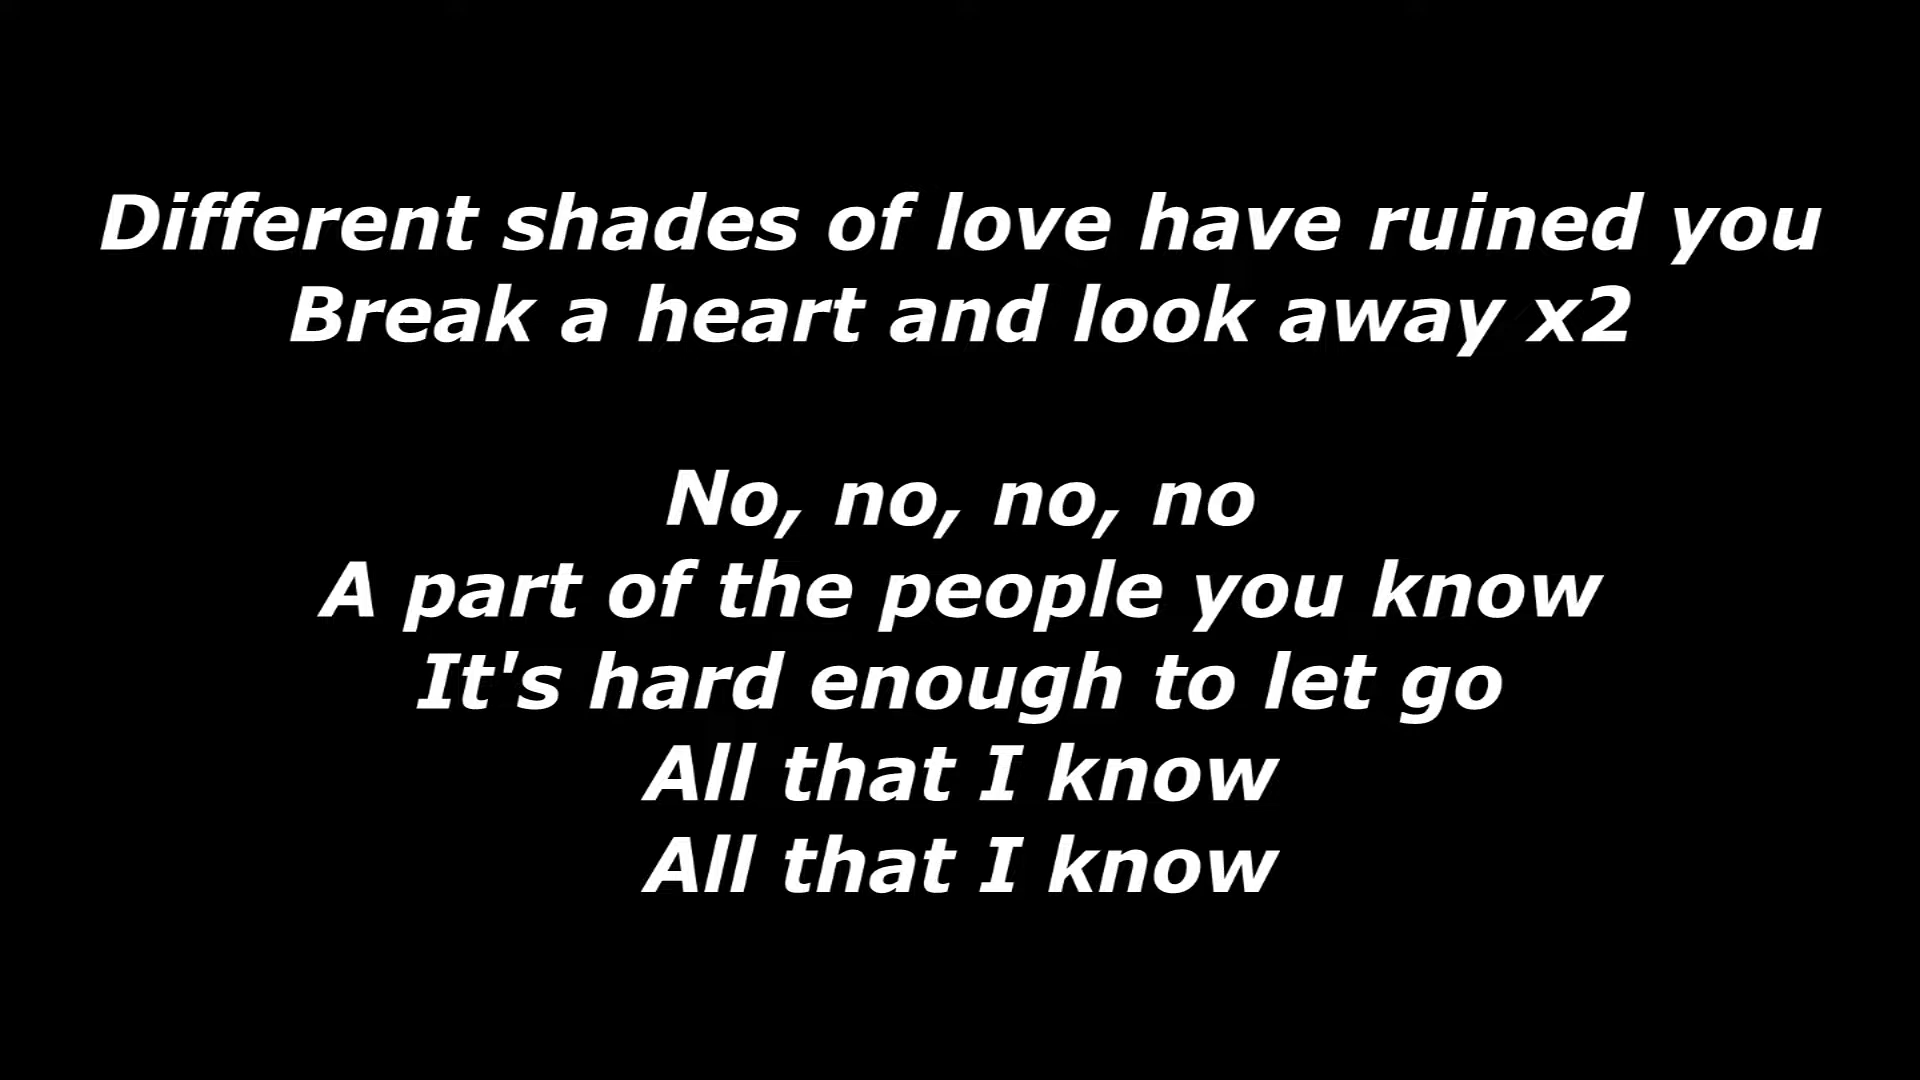 Different shades of love have ruined you
Break a heart and look away x2
No, no, no, no
A part of the people you know
It's hard enough to let go
All that I know
All that I know